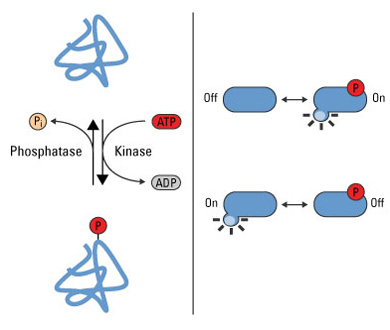 Pi
ATP
Phosphatase
Kinase
ADP
P
Off
P
On
On
P
Off